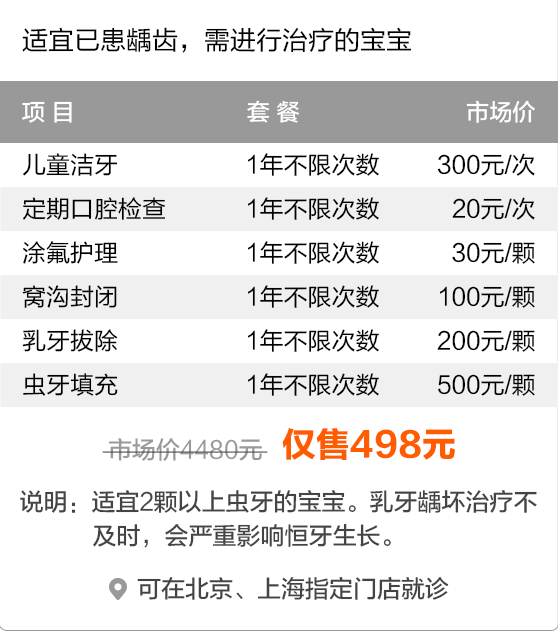 适宜已患龋齿，需进行治疗的宝宝
项 目 套 餐 市场价
儿童洁牙 1年不限次数 300元/次
定期口腔检查 1年不限次数 20元/次
涂氟护理 1年不限次数 30元/颗
窝沟封闭 1年不限次数 100元/颗
乳牙拔除 1年不限次数 200元/颗
虫牙填充 1年不限次数 500元/颗
市场价4480元 仅售498元
说明：适宜2颗以上虫牙的宝宝。乳牙龋坏治疗不
及时，会严重影响恒牙生长。
可在北京、上海指定门店就诊